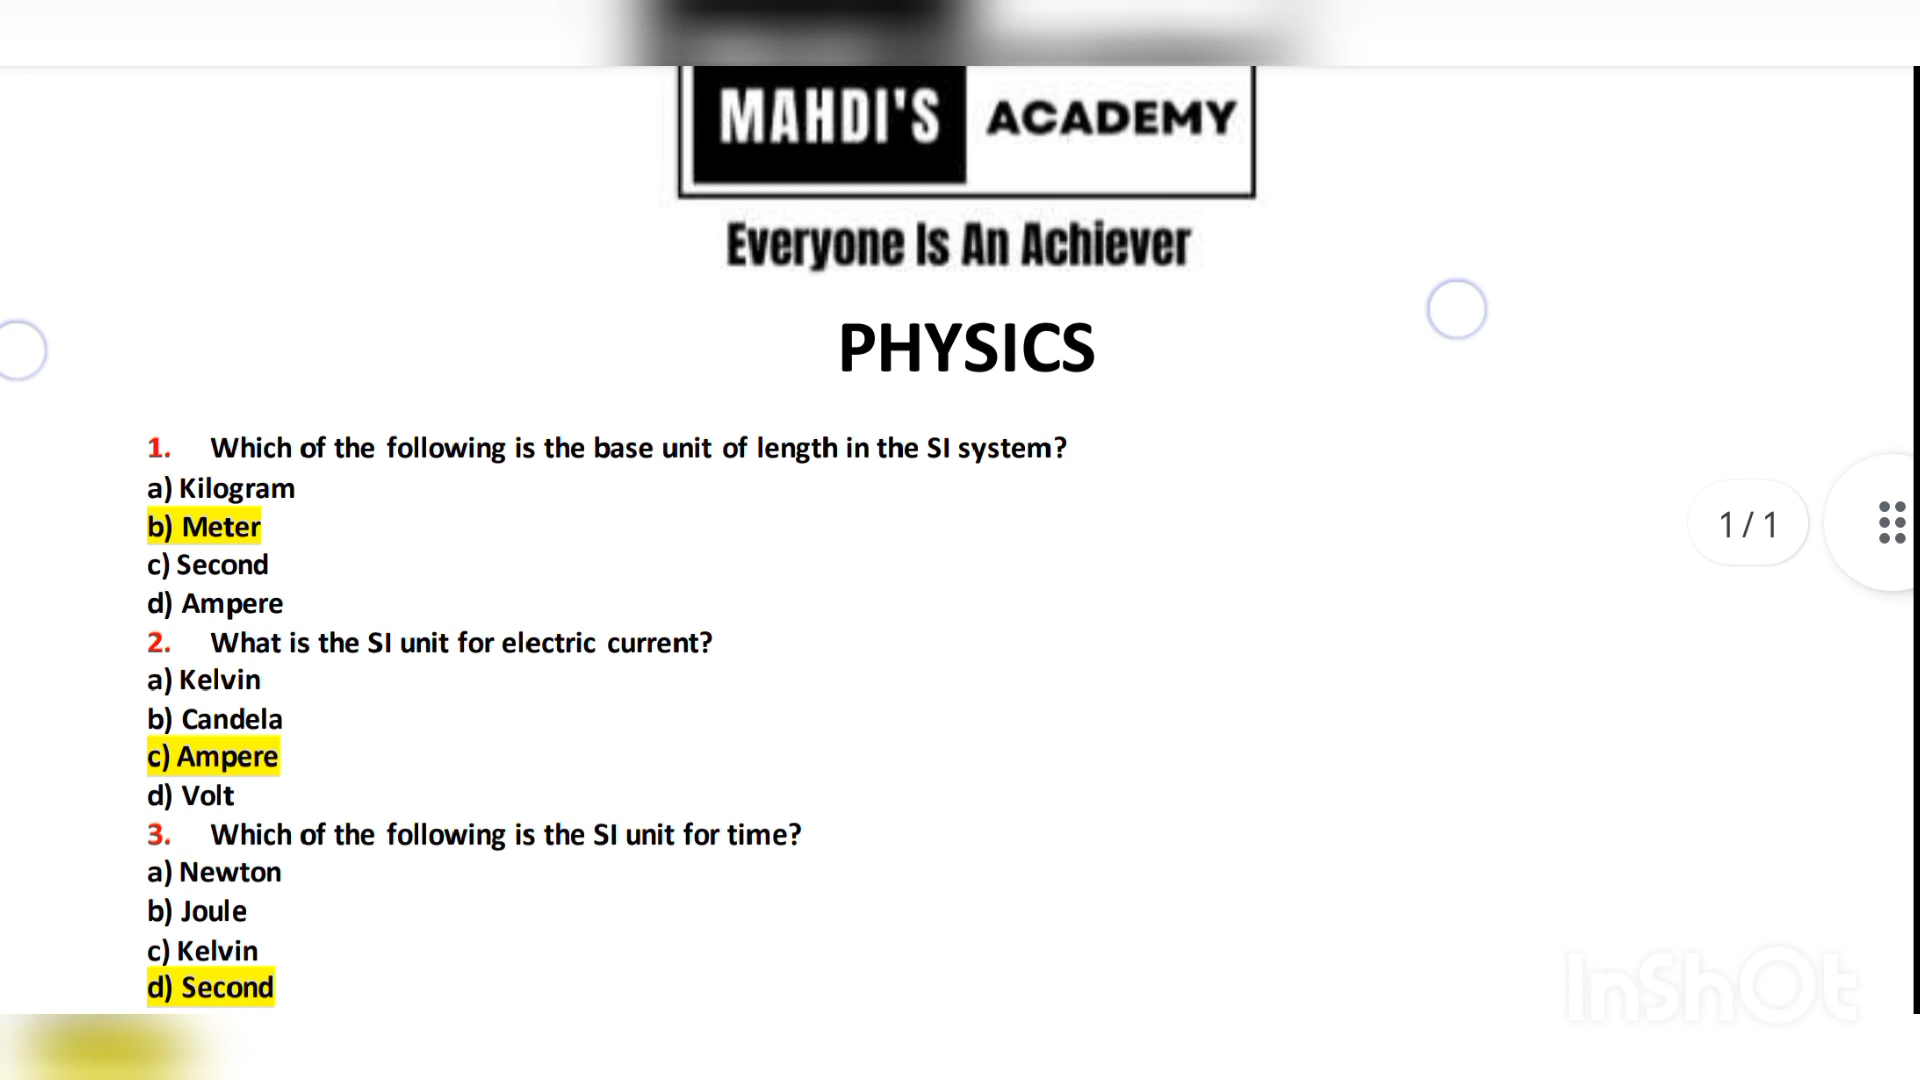 MAHDI'S ACADEMY
Everyone Is An Achiever
PHYSICS
1. Which of the following is the base unit of length in the SI system?
a) Kilogram
b) Meter
c) Second
d) Ampere
2. What is the SI unit for electric current?
a) Kelvin
b) Candela
c) Ampere
d) Volt
3. Which of the following is the SI unit for time?
a) Newton
b) Joule
c) Kelvin
d) Second
1 / 1
InShOt